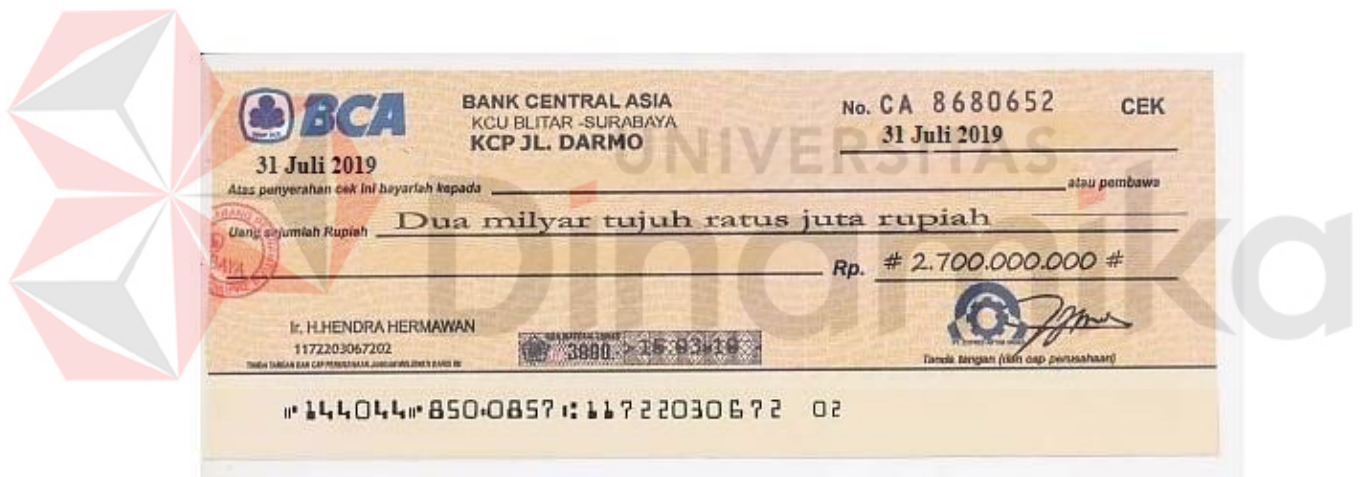 BCA
BANK CENTRAL ASIA
KCU BLITAR -SURABAYA
KCP JL. DARMO
No. CA 8680652 CEK
31 Juli 2019
31 Juli 2019
Atas penyerahan cek ini bayarlah kepada atau pembawa
Uang sejumlah Rupiah Dua milyar tujuh ratus juta rupiah
Rp. # 2.700.000.000 #
Ir. H.HENDRA HERMAWAN
1172203067202
3000
Tanda tangan (dan cap perusahaan)
144044 850 0857 11722030672 02
UNIVERSITAS
Dinamika